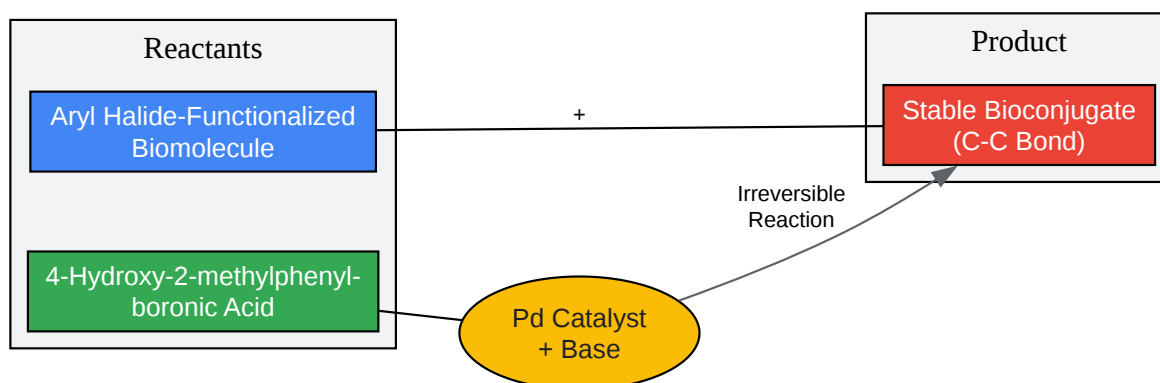 Reactants
Aryl Halide-Functionalized
Biomolecule
4-Hydroxy-2-methylphenyl-
boronic Acid
+
Irreversible
Reaction
Pd Catalyst
+ Base
Product
Stable Bioconjugate
(C-C Bond)